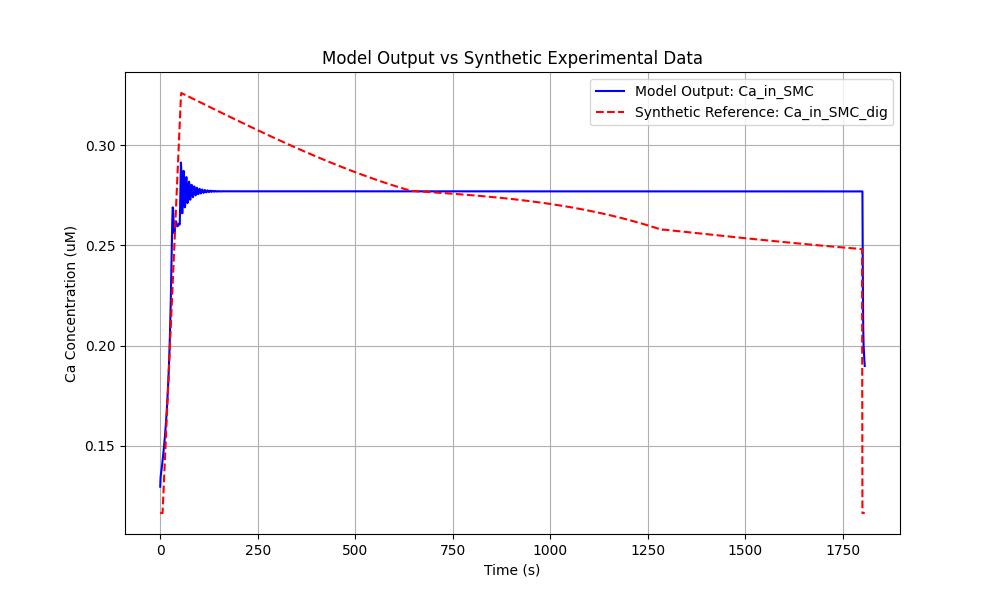 Model Output vs Synthetic Experimental Data
Model Output: Ca_in_SMC
Synthetic Reference: Ca_in_SMC_dig
Ca Concentration (uM)
0.30
0.25
0.20
0.15
0 250 500 750 1000 1250 1500 1750
Time (s)